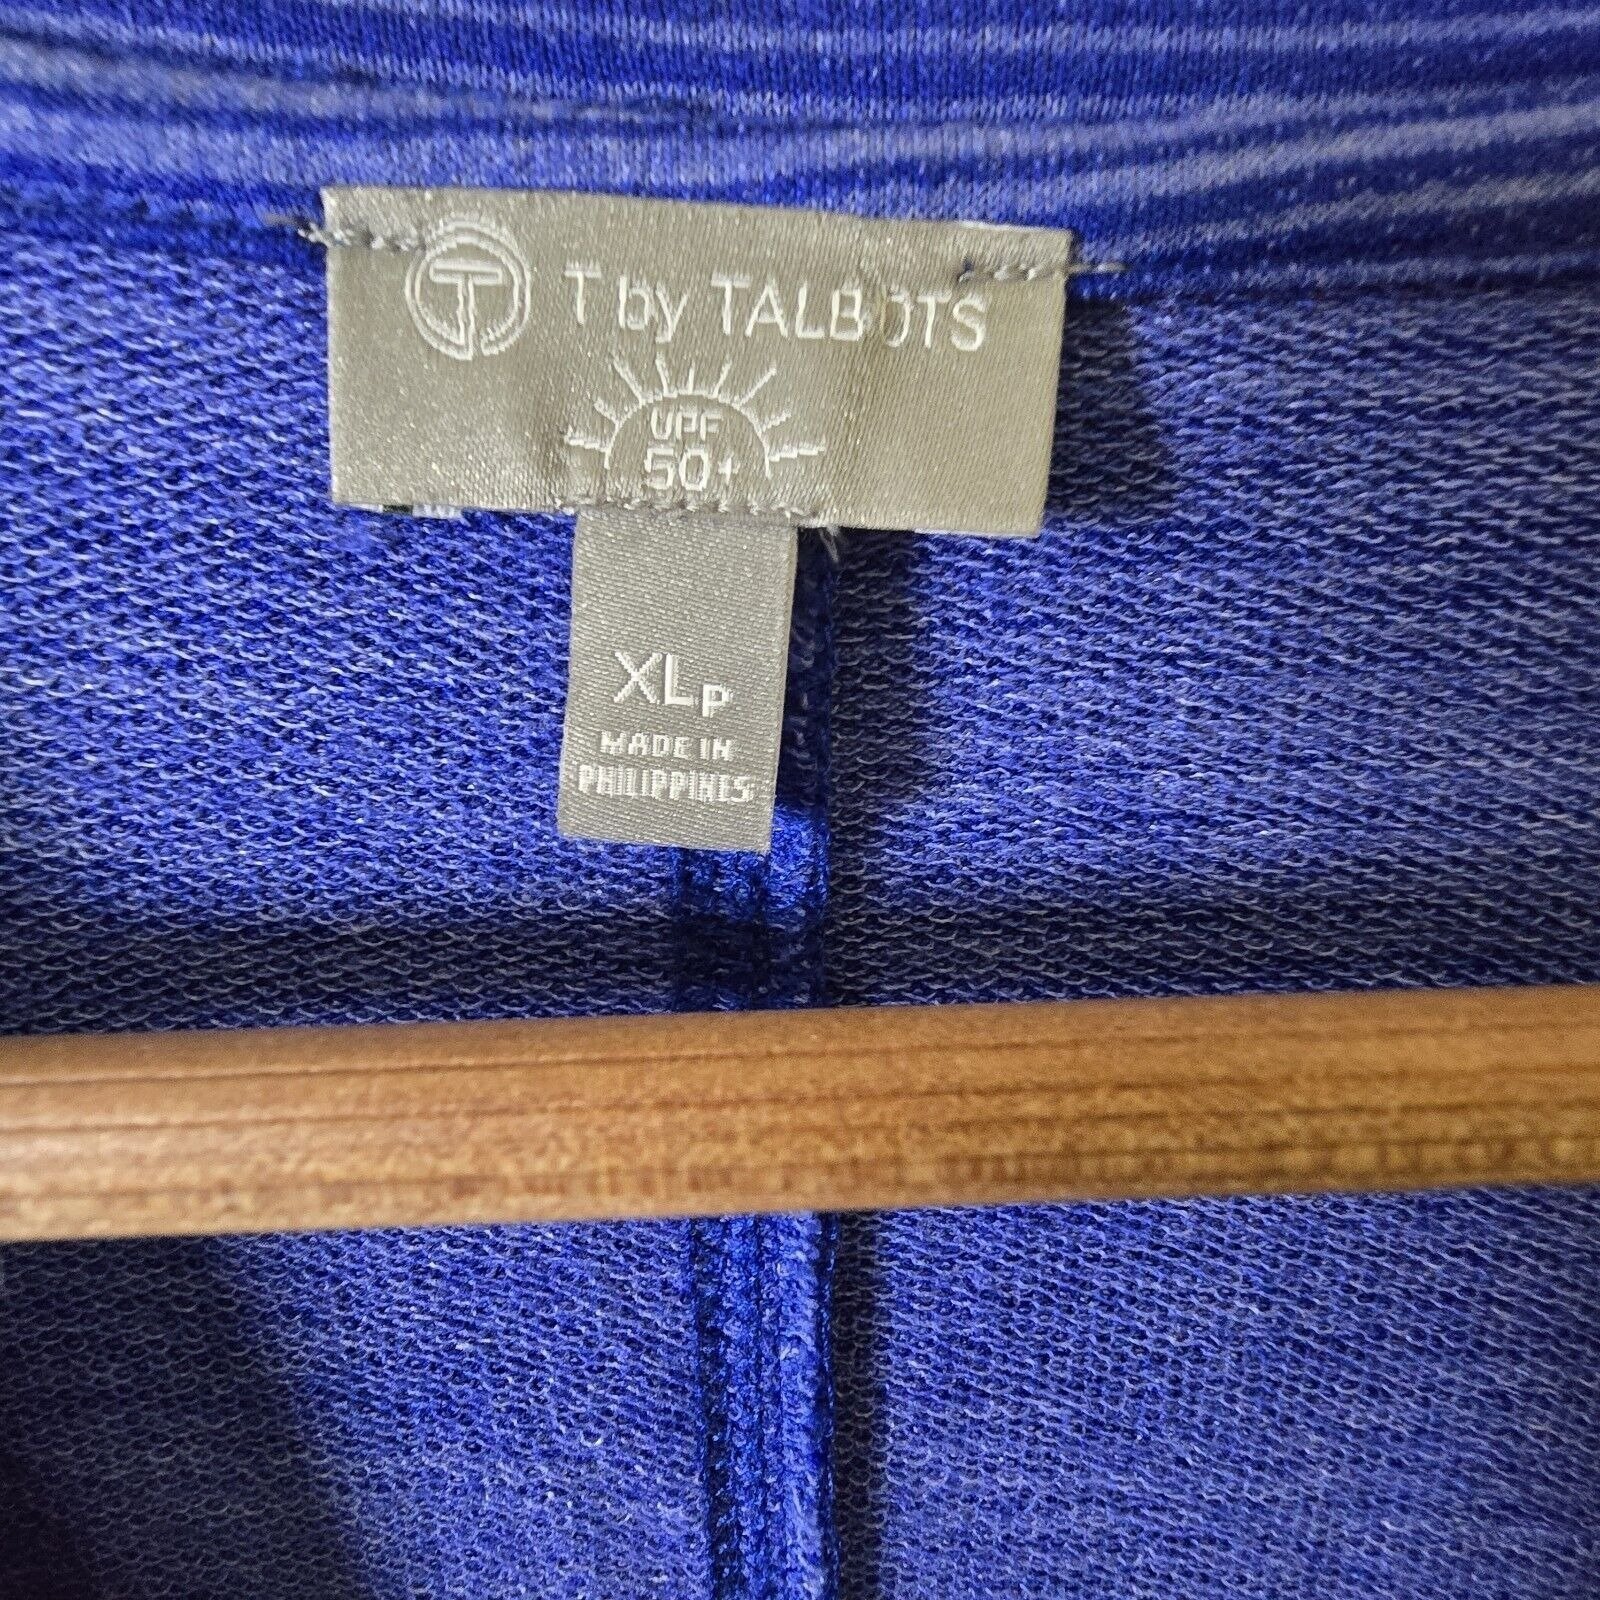 T by TALBOTS
UPF
50+
XLP
MADE IN
PHILIPPINES